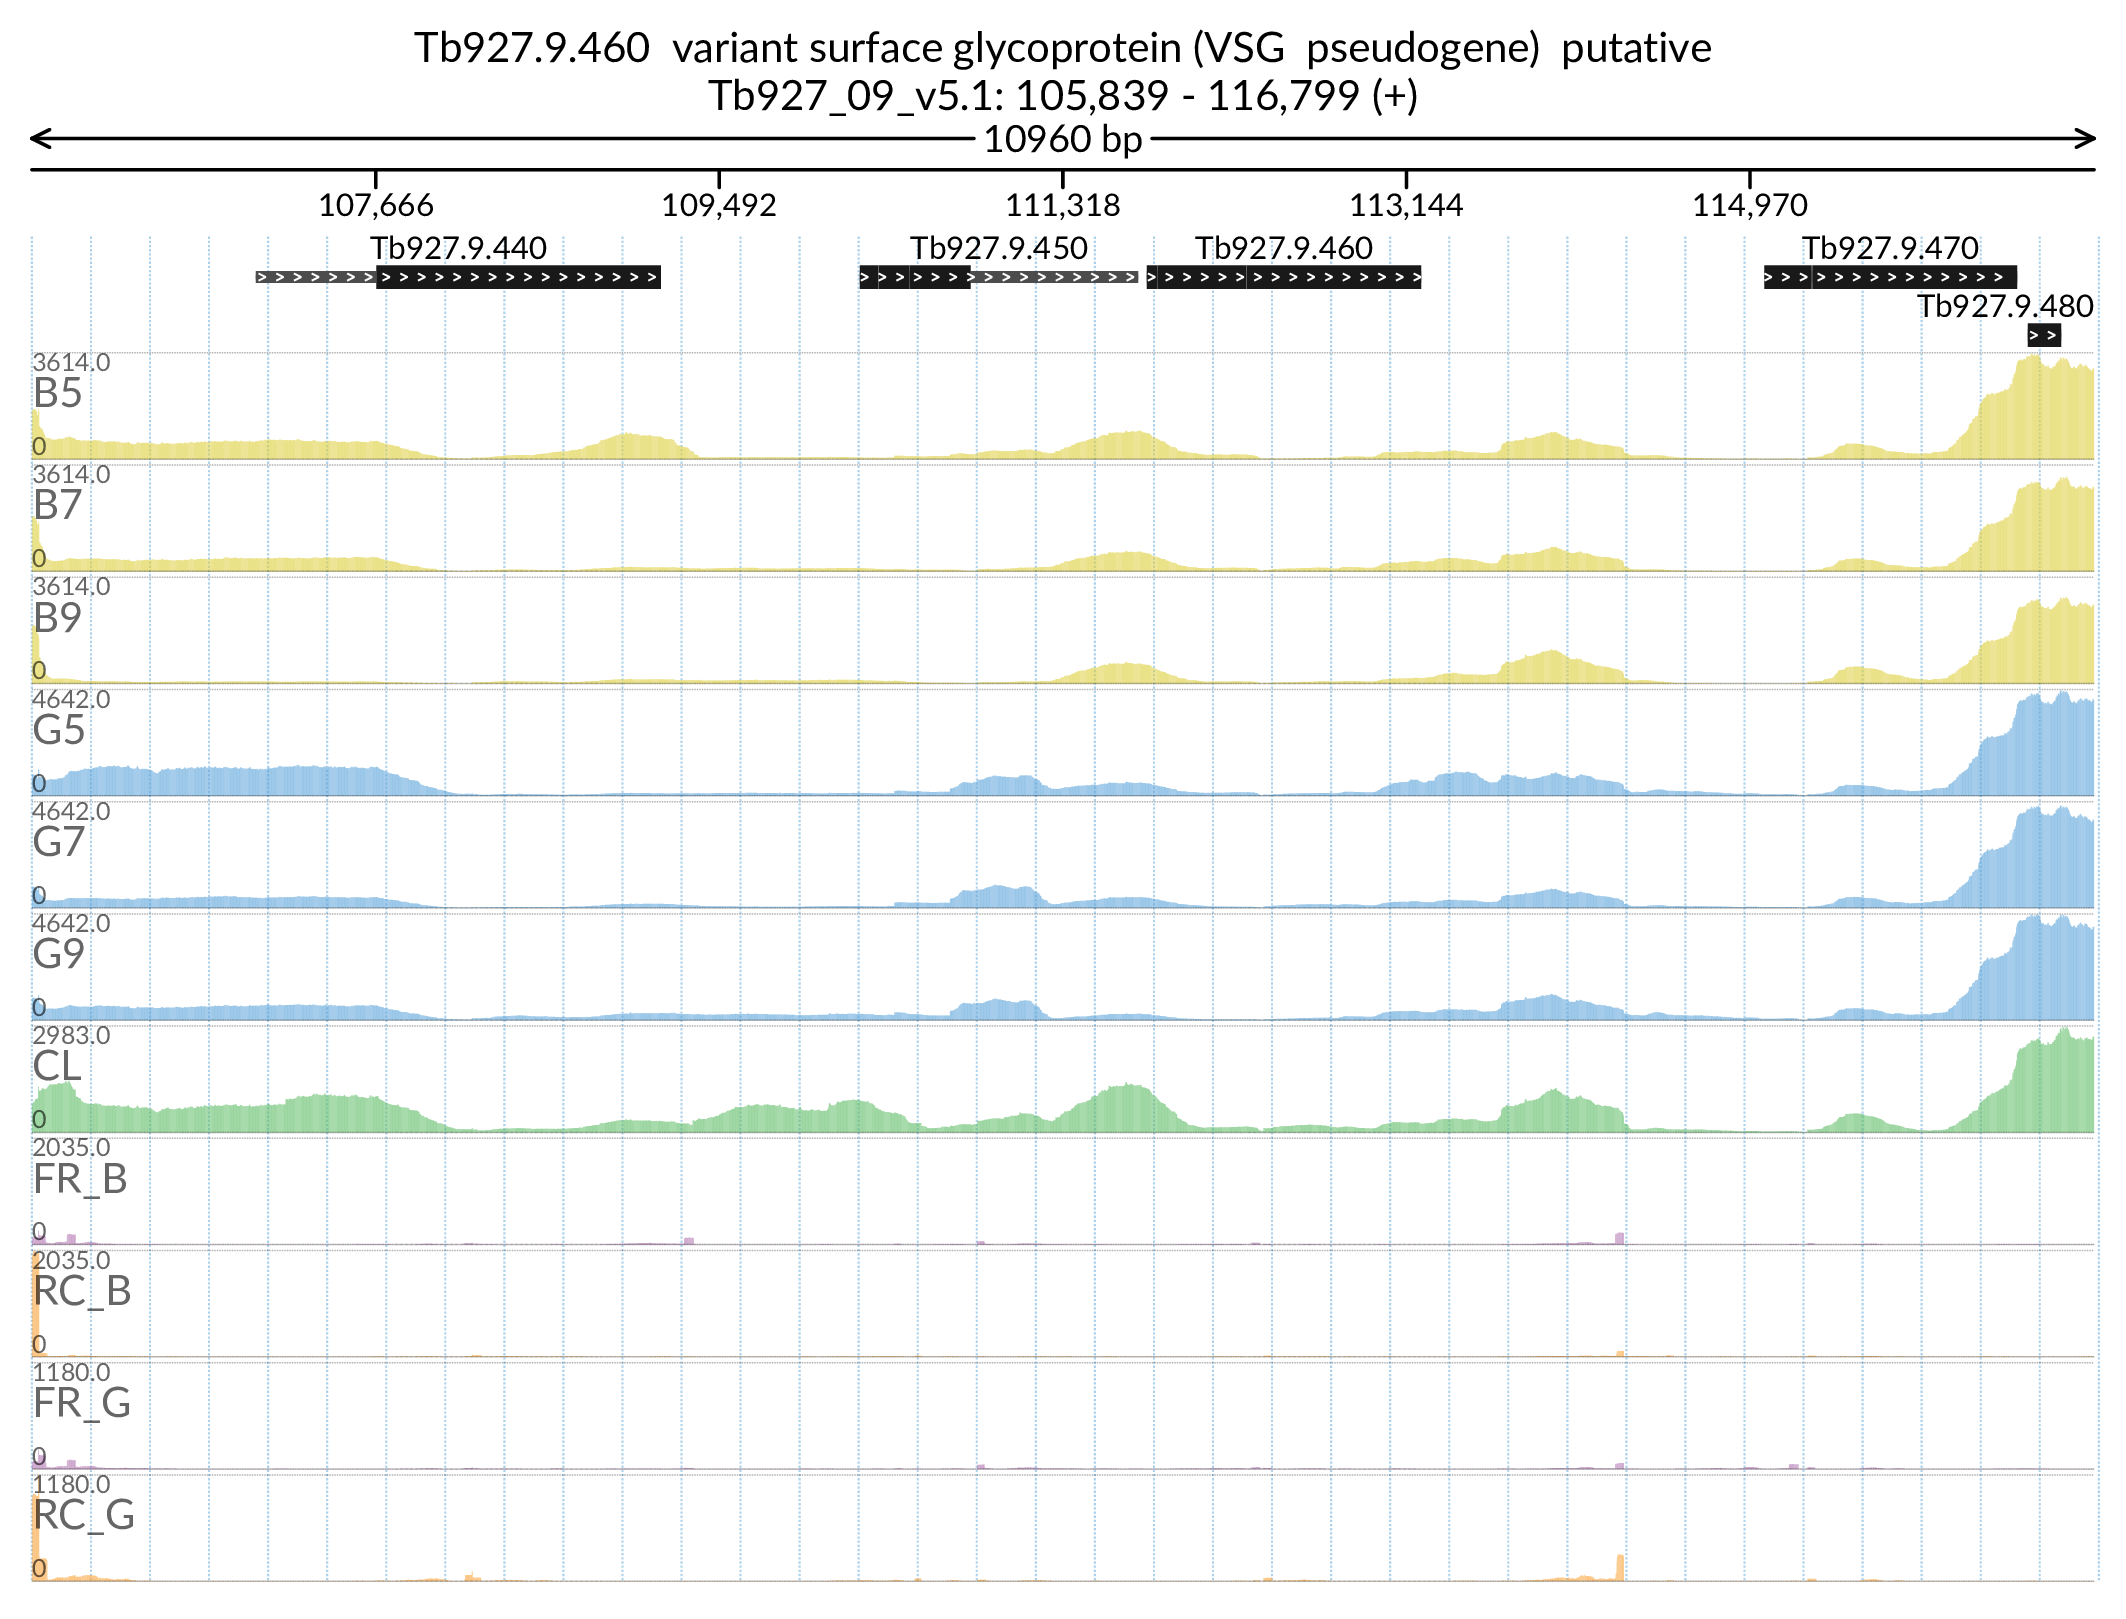 Tb927.9.460  variant surface glycoprotein (VSG  pseudogene)  putative
Tb927_09_v5.1: 105,839 - 116,799 (+)
10960 bp
107,666 109,492 111,318 113,144 114,970
Tb927.9.440 Tb927.9.450 Tb927.9.460 Tb927.9.470
Tb927.9.480
3614.0
B5
0
3614.0
B7
0
3614.0
B9
0
4642.0
G5
0
4642.0
G7
0
4642.0
G9
0
2983.0
CL
0
2035.0
FR_B
0
2035.0
RC_B
0
1180.0
FR_G
0
1180.0
RC_G
0